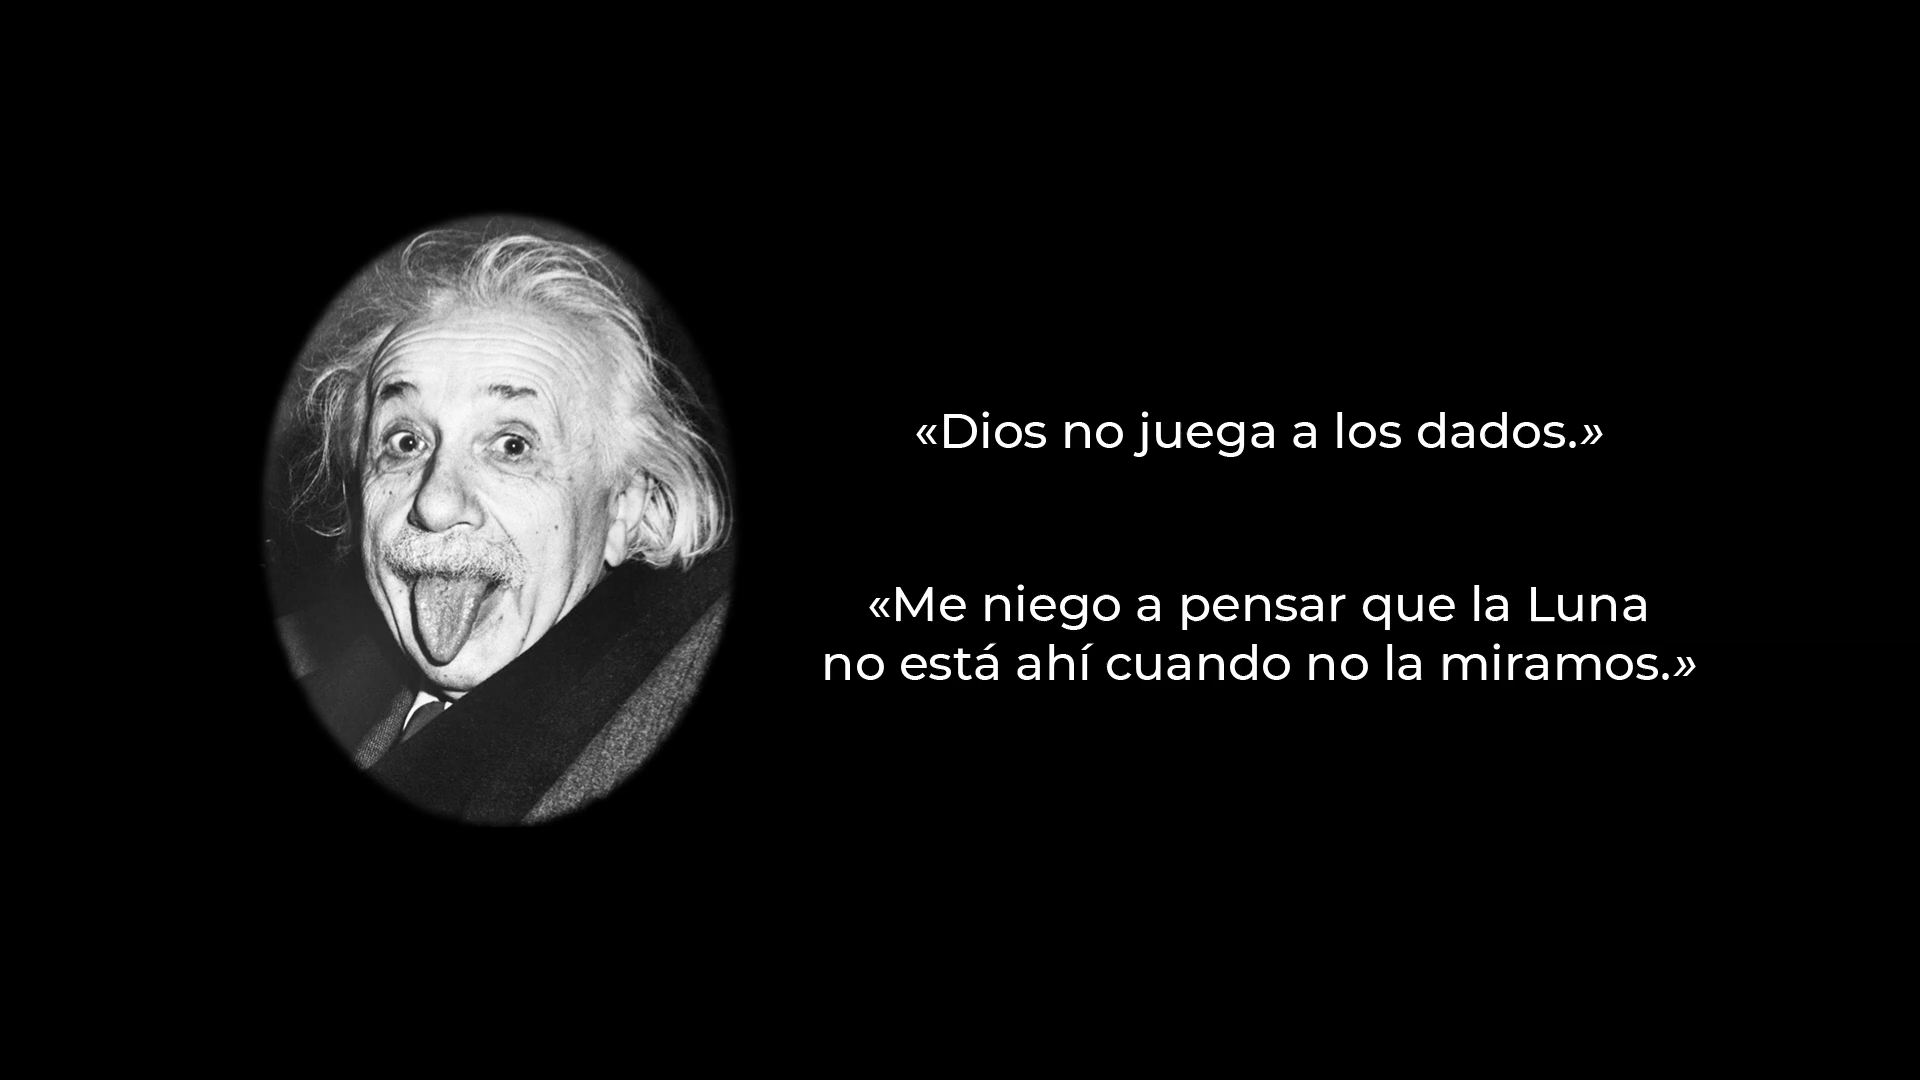 «Dios no juega a los dados.»
«Me niego a pensar que la Luna
no está ahí cuando no la miramos.»